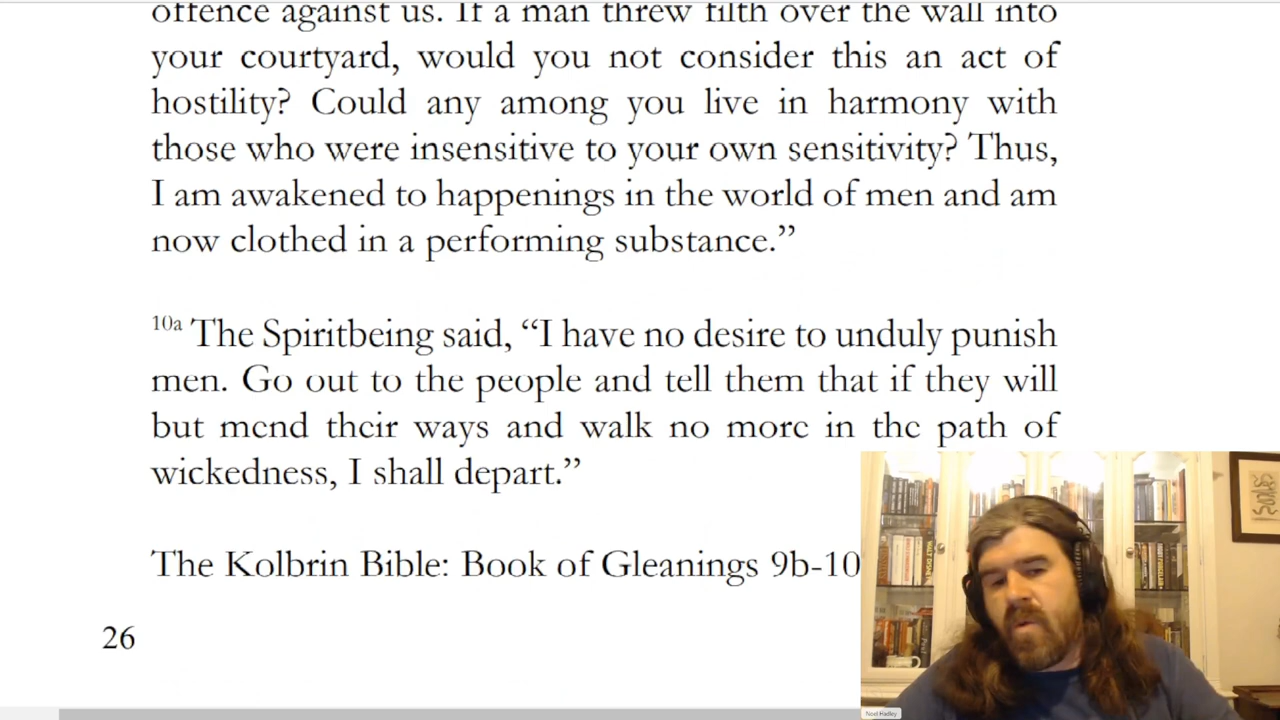 offence against us. If a man threw filth over the wall into
your courtyard, would you not consider this an act of
hostility? Could any among you live in harmony with
those who were insensitive to your own sensitivity? Thus,
I am awakened to happenings in the world of men and am
now clothed in a performing substance.”
10a The Spiritbeing said, “I have no desire to unduly punish
men. Go out to the people and tell them that if they will
but mend their ways and walk no more in the path of
wickedness, I shall depart.”
The Kolbrin Bible: Book of Gleanings 9b-10
26